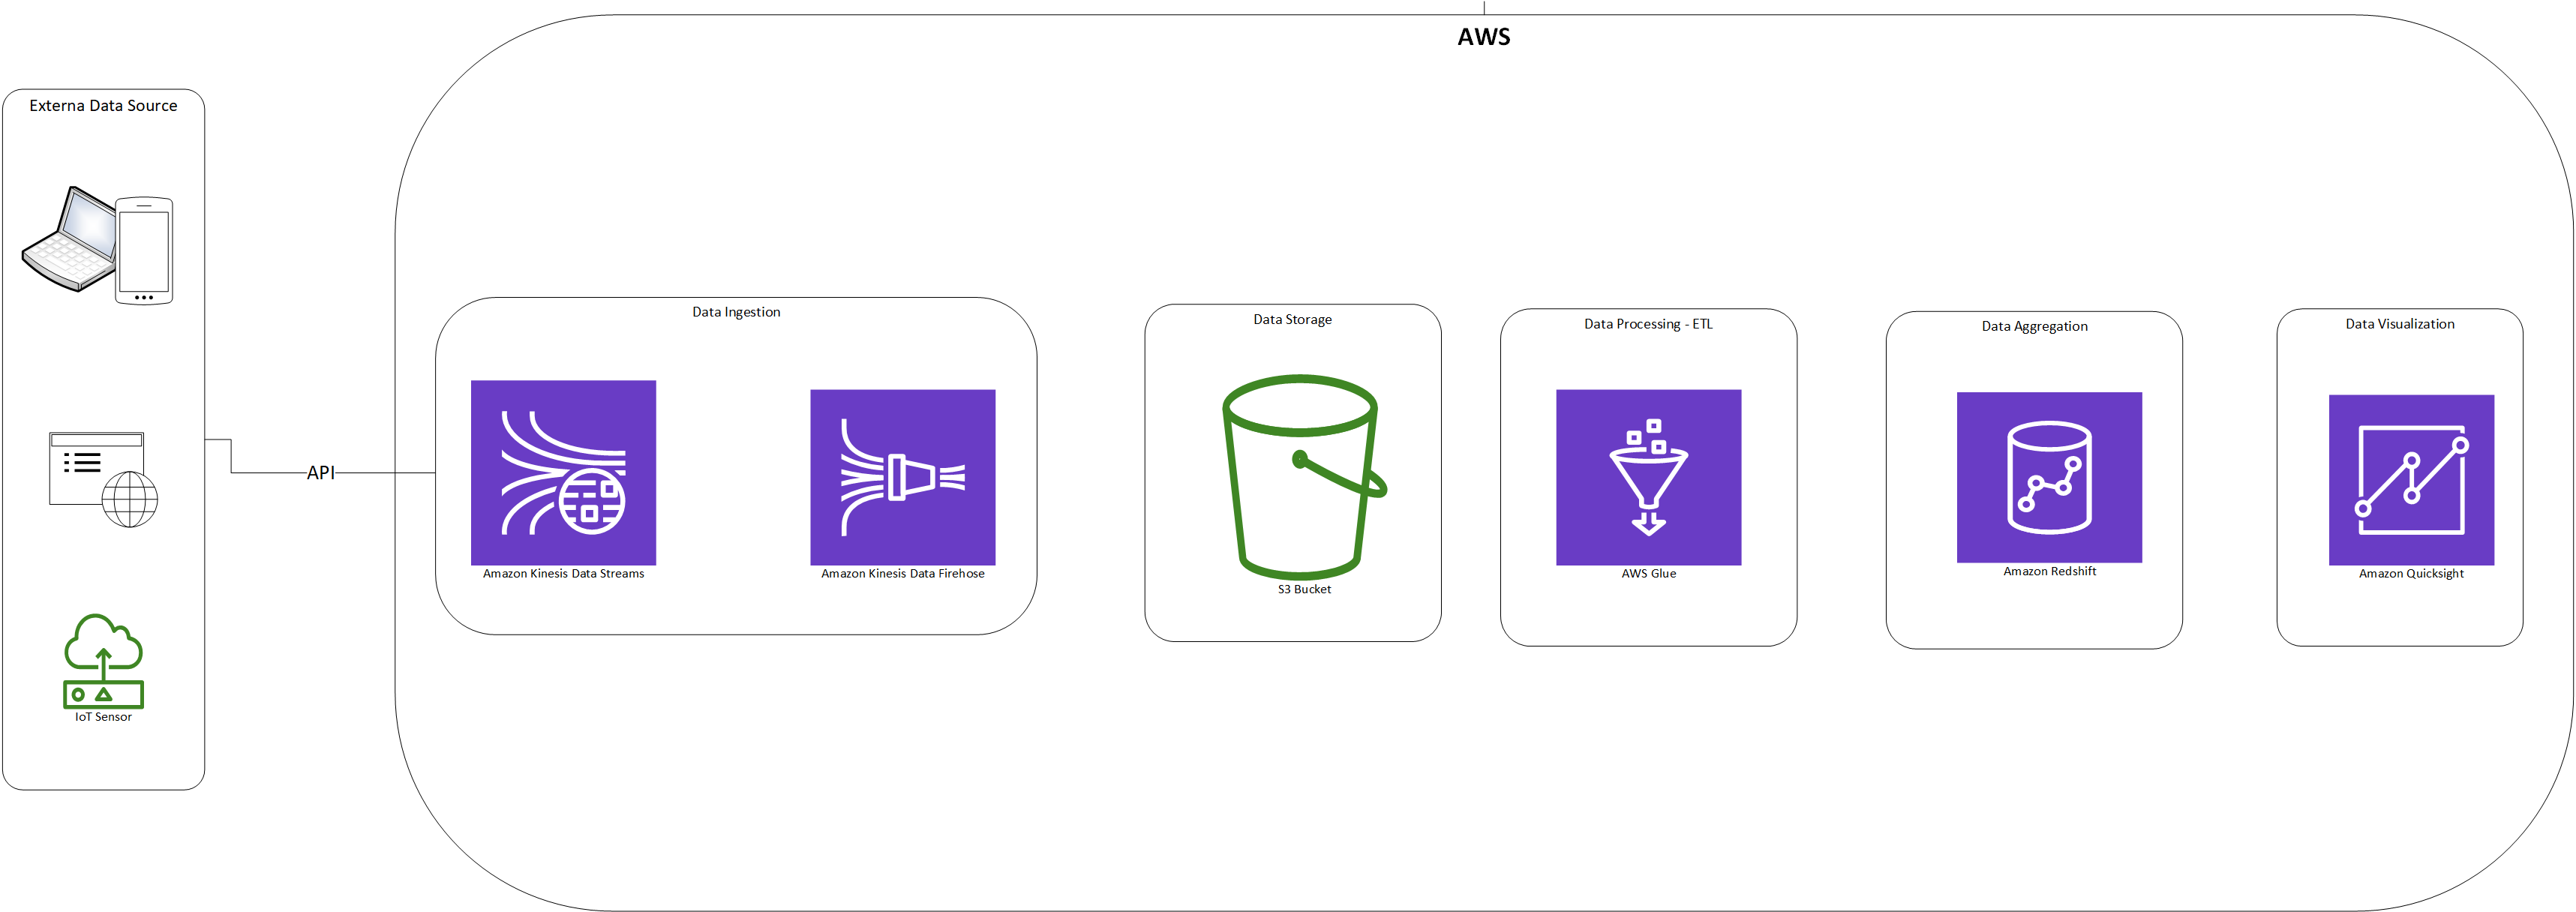 AWS
Externa Data Source
IoT Sensor
API
Data Ingestion
Amazon Kinesis Data Streams
Amazon Kinesis Data Firehose
Data Storage
S3 Bucket
Data Processing - ETL
AWS Glue
Data Aggregation
Amazon Redshift
Data Visualization
Amazon Quicksight